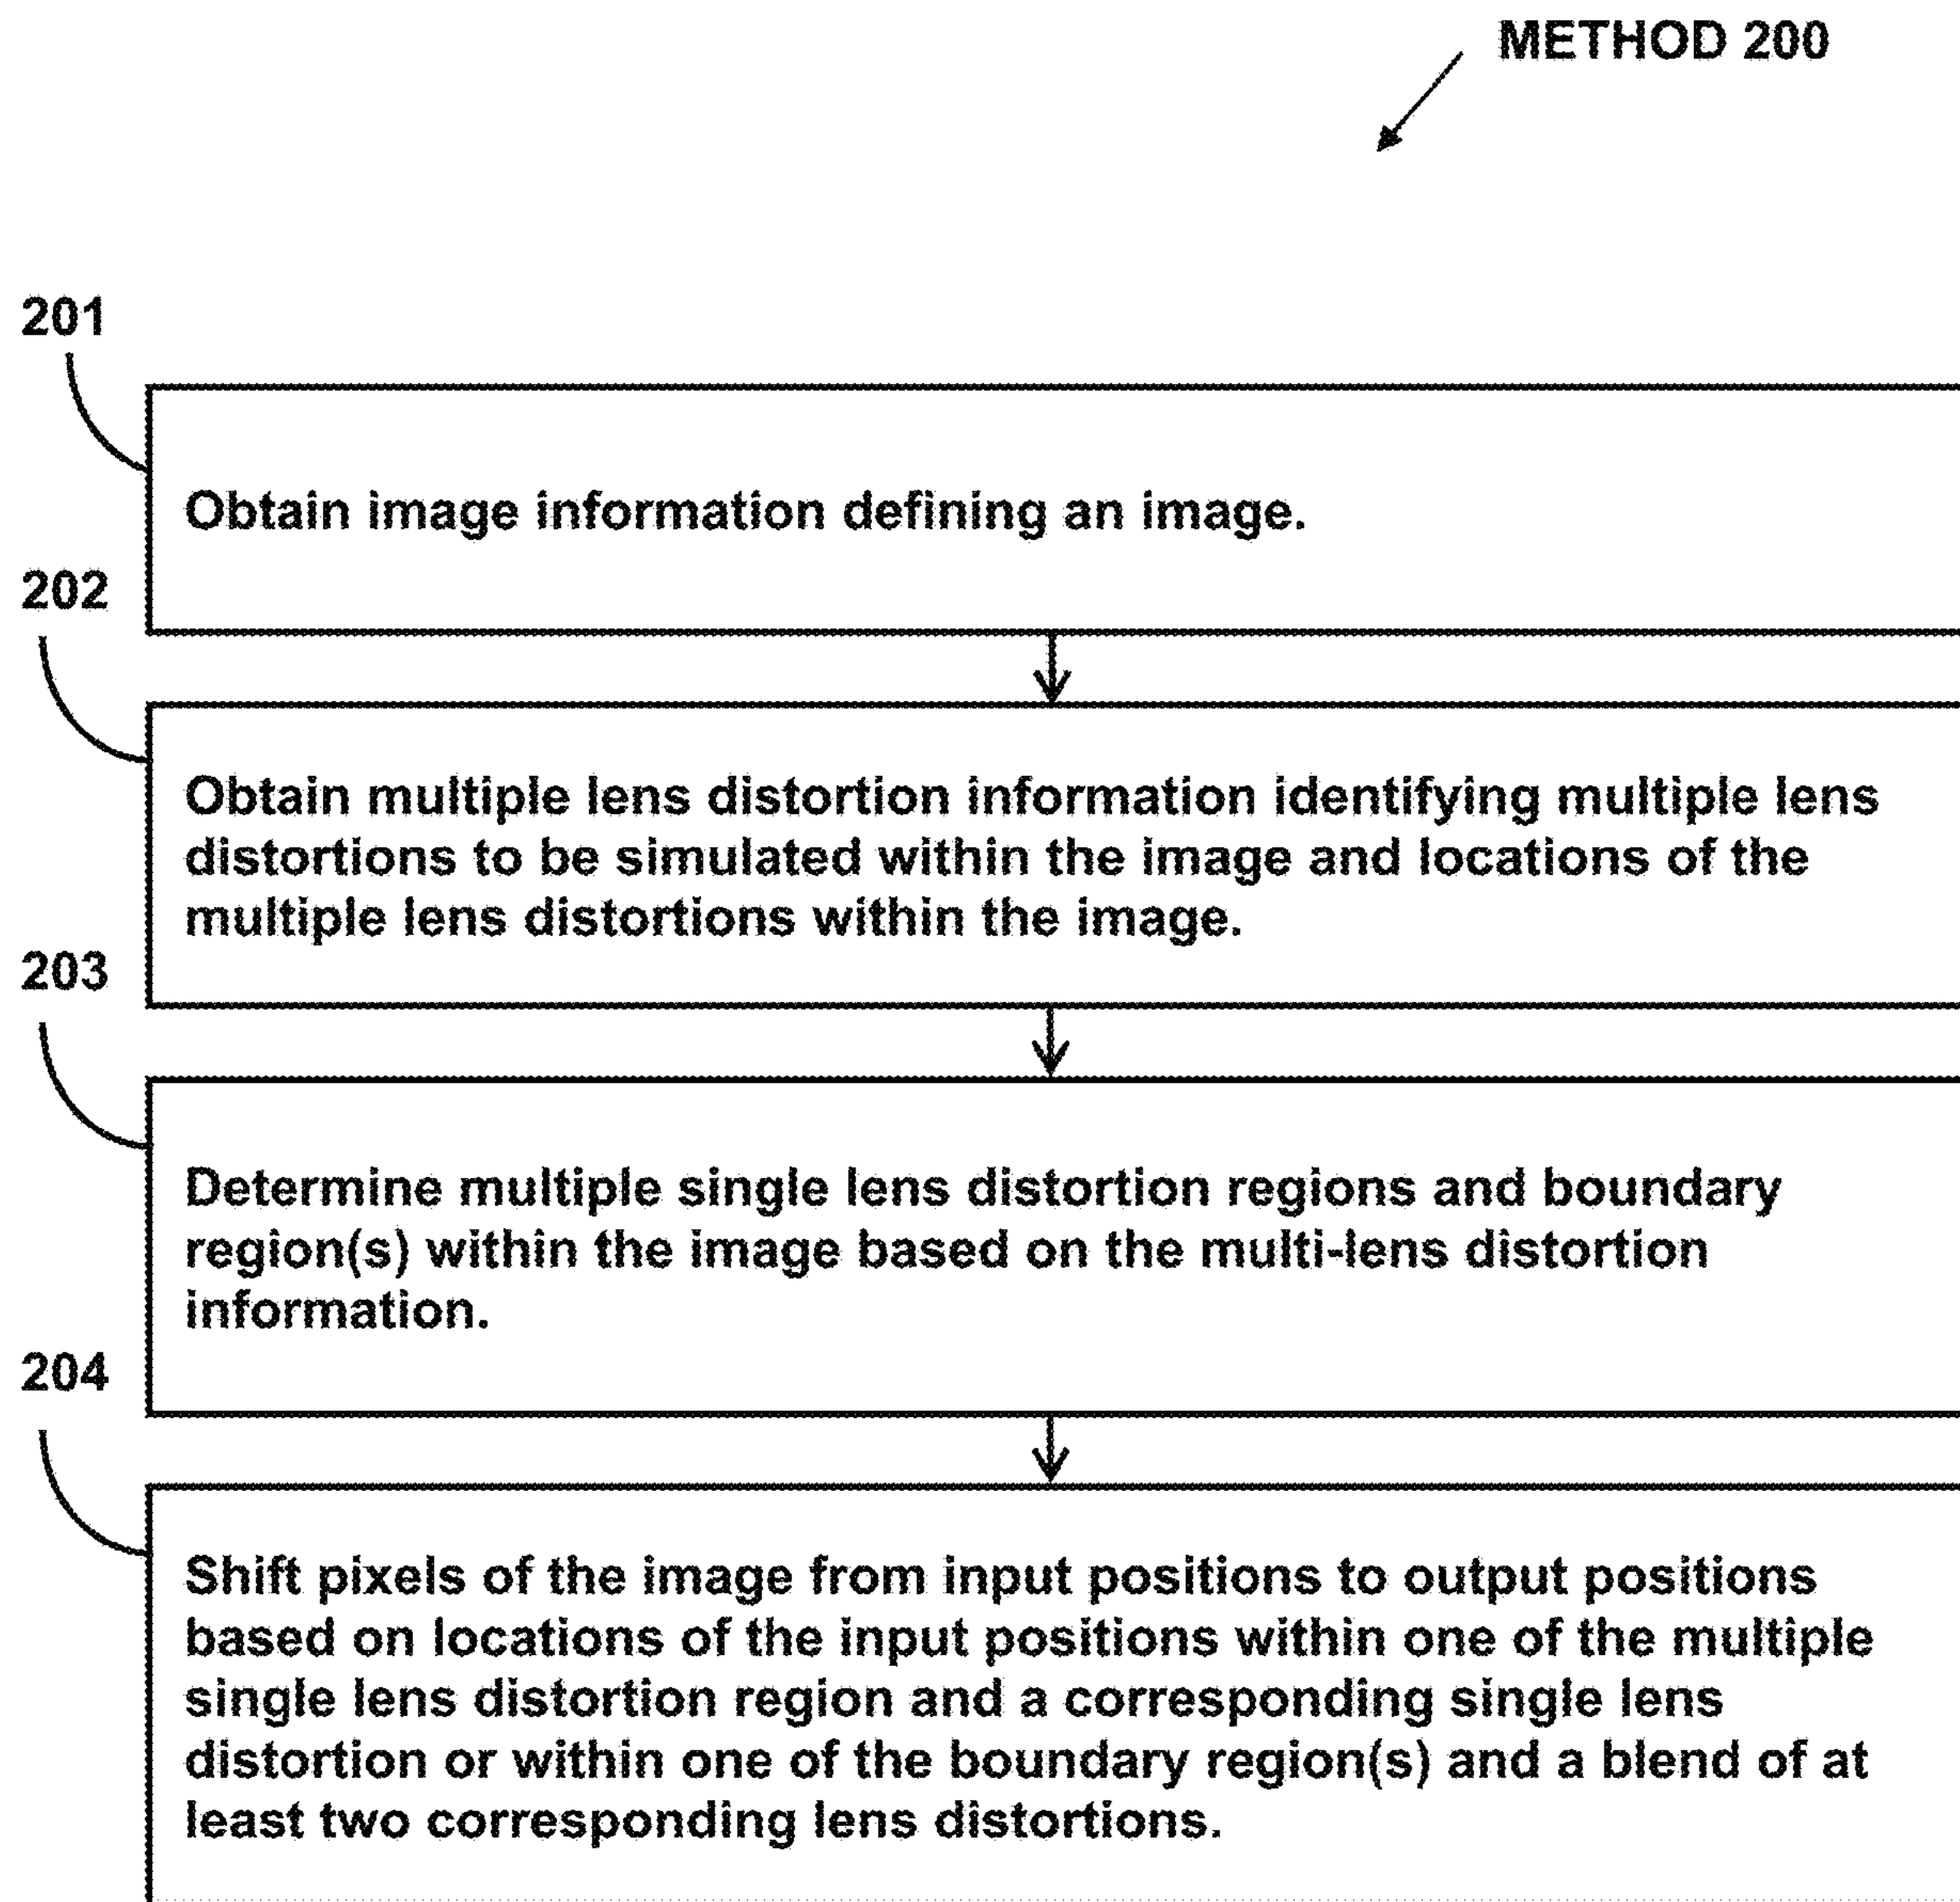 METHOD 200
201
Obtain image information defining an image.
202
Obtain multiple lens distortion information identifying multiple lens
distortions to be simulated within the image and locations of the
multiple lens distortions within the image.
203
Determine multiple single lens distortion regions and boundary
region(s) within the image based on the multi-lens distortion
information.
204
Shift pixels of the image from input positions to output positions
based on locations of the input positions within one of the multiple
single lens distortion region and a corresponding single lens
distortion or within one of the boundary region(s) and a blend of at
least two corresponding lens distortions.